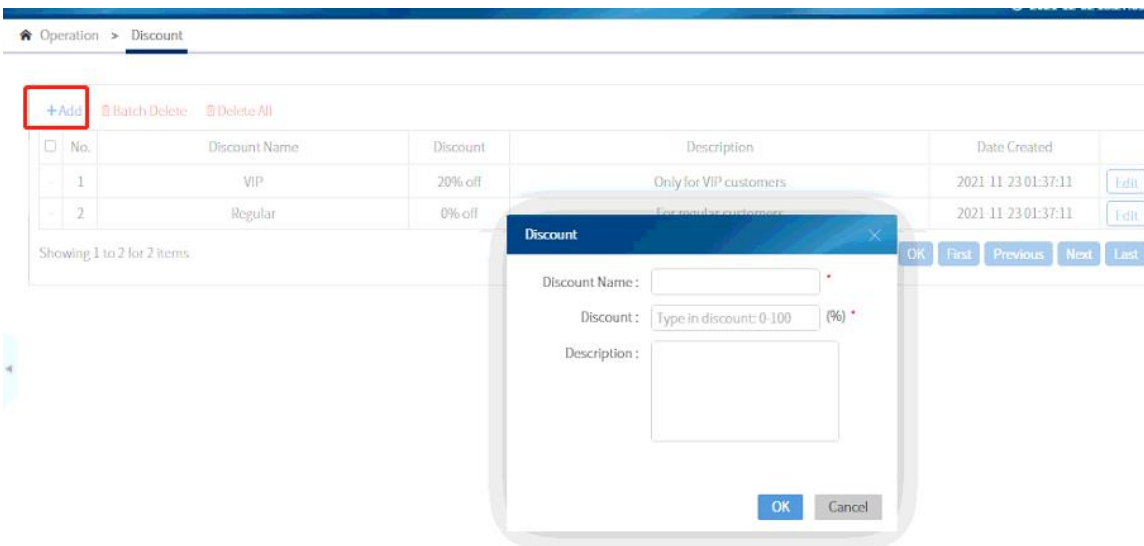 Operation > Discount
+Add Batch Delete Delete All
No. Discount Name Discount Description Date Created
1 VIP 20% off Only for VIP customers 2021-11-23 01:37:11 Edit
2 Regular 0% off For regular customers 2021-11-23 01:37:11 Edit
Showing 1 to 2 for 2 items OK First Previous Next Last
Discount
Discount Name :
*
Discount : Type in discount: 0-100 (%) *
Description :
OK Cancel